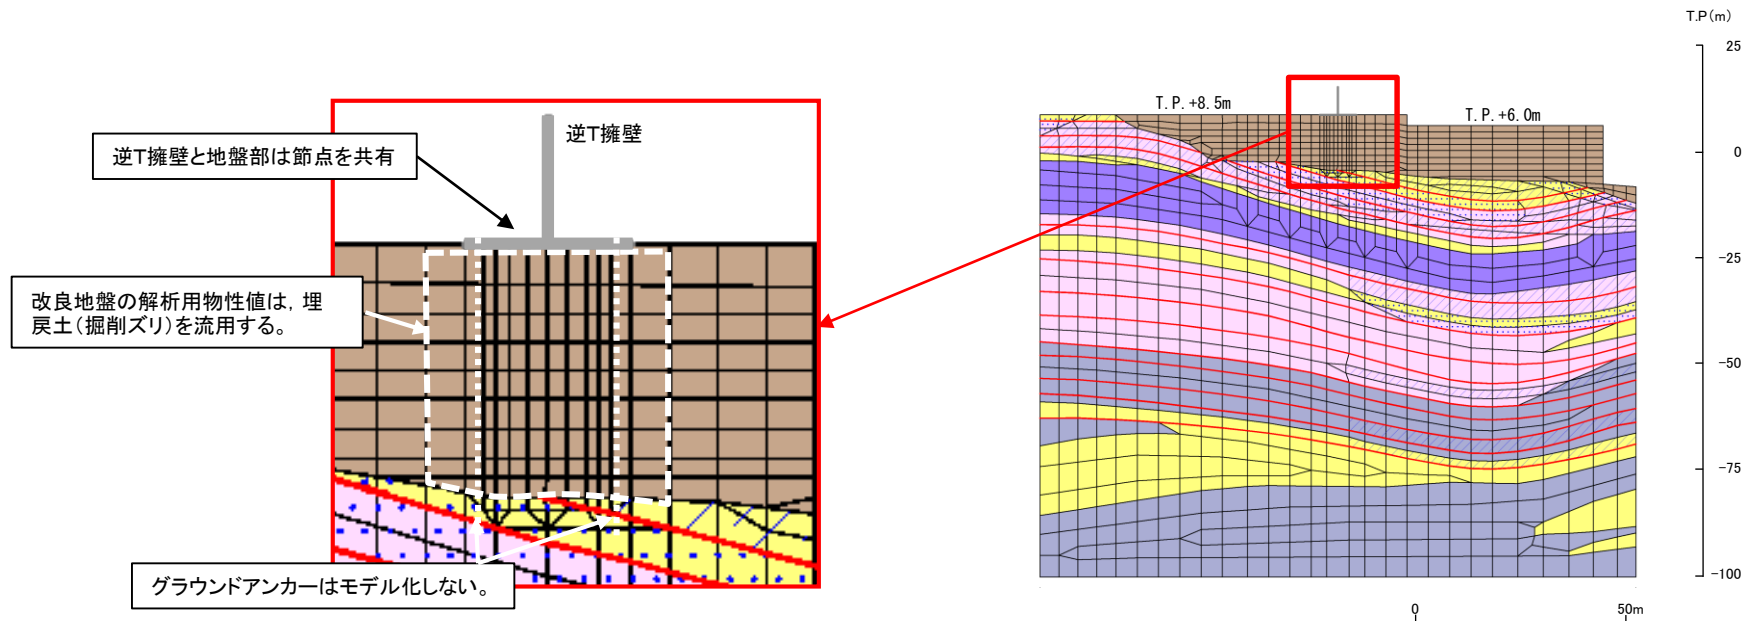 逆T擁壁
逆T擁壁と地盤部は節点を共有
改良地盤の解析用物性値は，埋
戻土（掘削ズリ）を流用する。
グラウンドアンカーはモデル化しない。
T.P（m）
T.P.+8.5m
T.P.+6.0m
25
0
-25
-50
-75
-100
0
50m